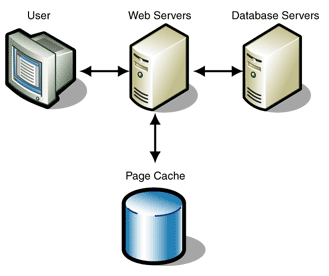 User
Web Servers
Database Servers
Page Cache